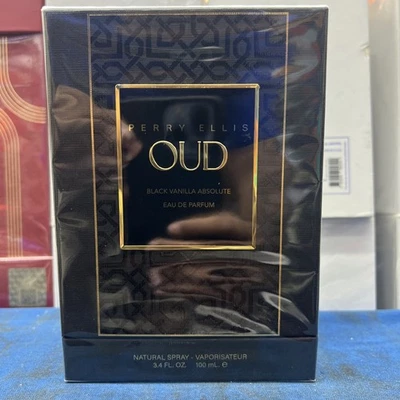 PERRY ELLIS
OUD
BLACK VANILLA ABSOLUTE
EAU DE PARFUM
NATURAL SPRAY - VAPORISATEUR
3.4 FL. OZ. 100 mL. ℮